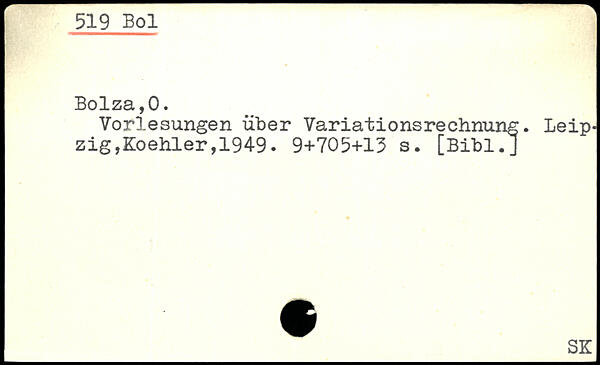 519 Bol
Bolza,O.
Vorlesungen über Variationsrechnung. Leip-
zig,Koehler,1949. 9+705+13 s. [Bibl.]
SK